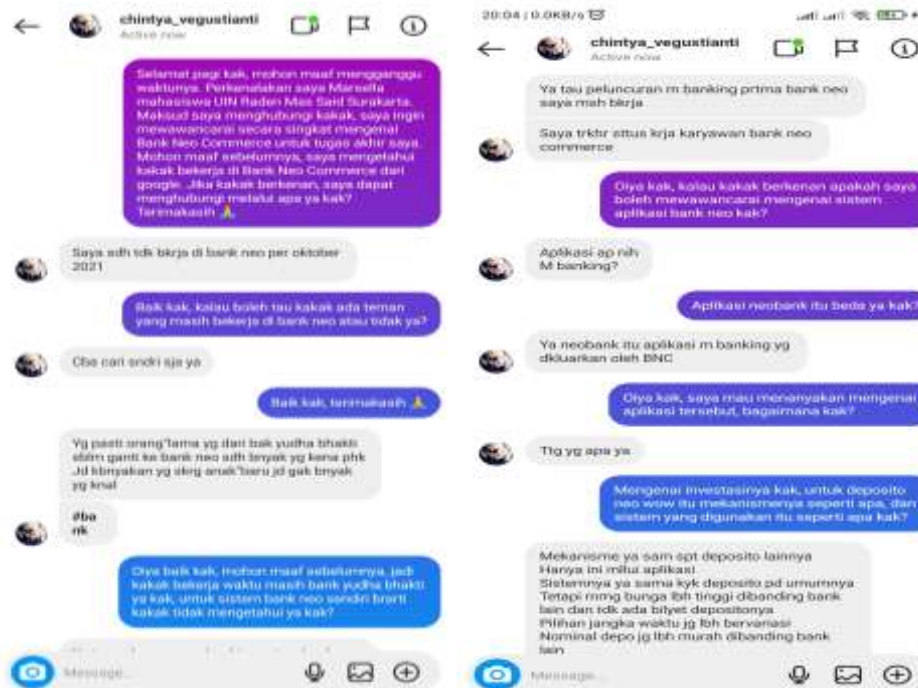 chintya_vegustianti
Active now
Selamat pagi kak, mohon maaf mengganggu
waktunya. Perkenalakan saya Marsella
mahasiswa UIN Raden Mas Said Surakarta.
Maksud saya menghubungi kakak, saya ingin
mewawancarai secara singkat mengenai
Bank Neo Commerce untuk tugas akhir saya.
Mohon maaf sebelumnya, saya mengetahui
kakak bekerja di Bank Neo Commerce dari
google. Jika kakak berkenan, saya dapat
menghubungi melalui apa ya kak?
Terimakasih 🙏
Saya sdh tdk bkrja di bank neo per oktober
2021
Baik kak, kalau boleh tau kakak ada teman
yang masih bekerja di bank neo atau tidak ya?
Cba cari sndri sja ya
Baik kak, terimakasih 🙏
Yg pasti orang"lama yg dari bak yudha bhakti
sblm ganti ke bank neo sdh bnyak yg kena phk
Jd kbnyakan yg skrg anak"baru jd gak bnyak
yg knal
#ba
nk
Oiya baik kak, mohon maaf sebelumnya, jadi
kakak bekerja waktu masih bank yudha bhakti
ya kak, untuk sistem bank neo sendiri brarti
kakak tidak mengetahui ya kak?
Message...
20:04 | 0.0KB/s
chintya_vegustianti
Active now
Ya tau peluncuran m banking prtma bank neo
saya msh bkrja
Saya trkhr sttus krja karyawan bank neo
commerce
Oiya kak, kalau kakak berkenan apakah saya
boleh mewawancarai mengenai sistem
aplikasi bank neo kak?
Aplikasi ap nih
M banking?
Aplikasi neobank itu beda ya kak?
Ya neobank itu aplikasi m banking yg
dkluarkan oleh BNC
Oiya kak, saya mau menanyakan mengenai
aplikasi tersebut, bagaimana kak?
Ttg yg apa ya
Mengenai investasinya kak, untuk deposito
neo wow itu mekanismenya seperti apa, dan
sistem yang digunakan itu seperti apa kak?
Mekanisme ya sam spt deposito lainnya
Hanya ini mllui aplikasi
Sistemnya ya sama kyk deposito pd umumnya
Tetapi mmg bunga lbh tinggi dibanding bank
lain dan tdk ada bilyet depositonya
Pilihan jangka waktu jg lbh bervariasi
Nominal depo jg lbh murah dibanding bank
lain
Message...